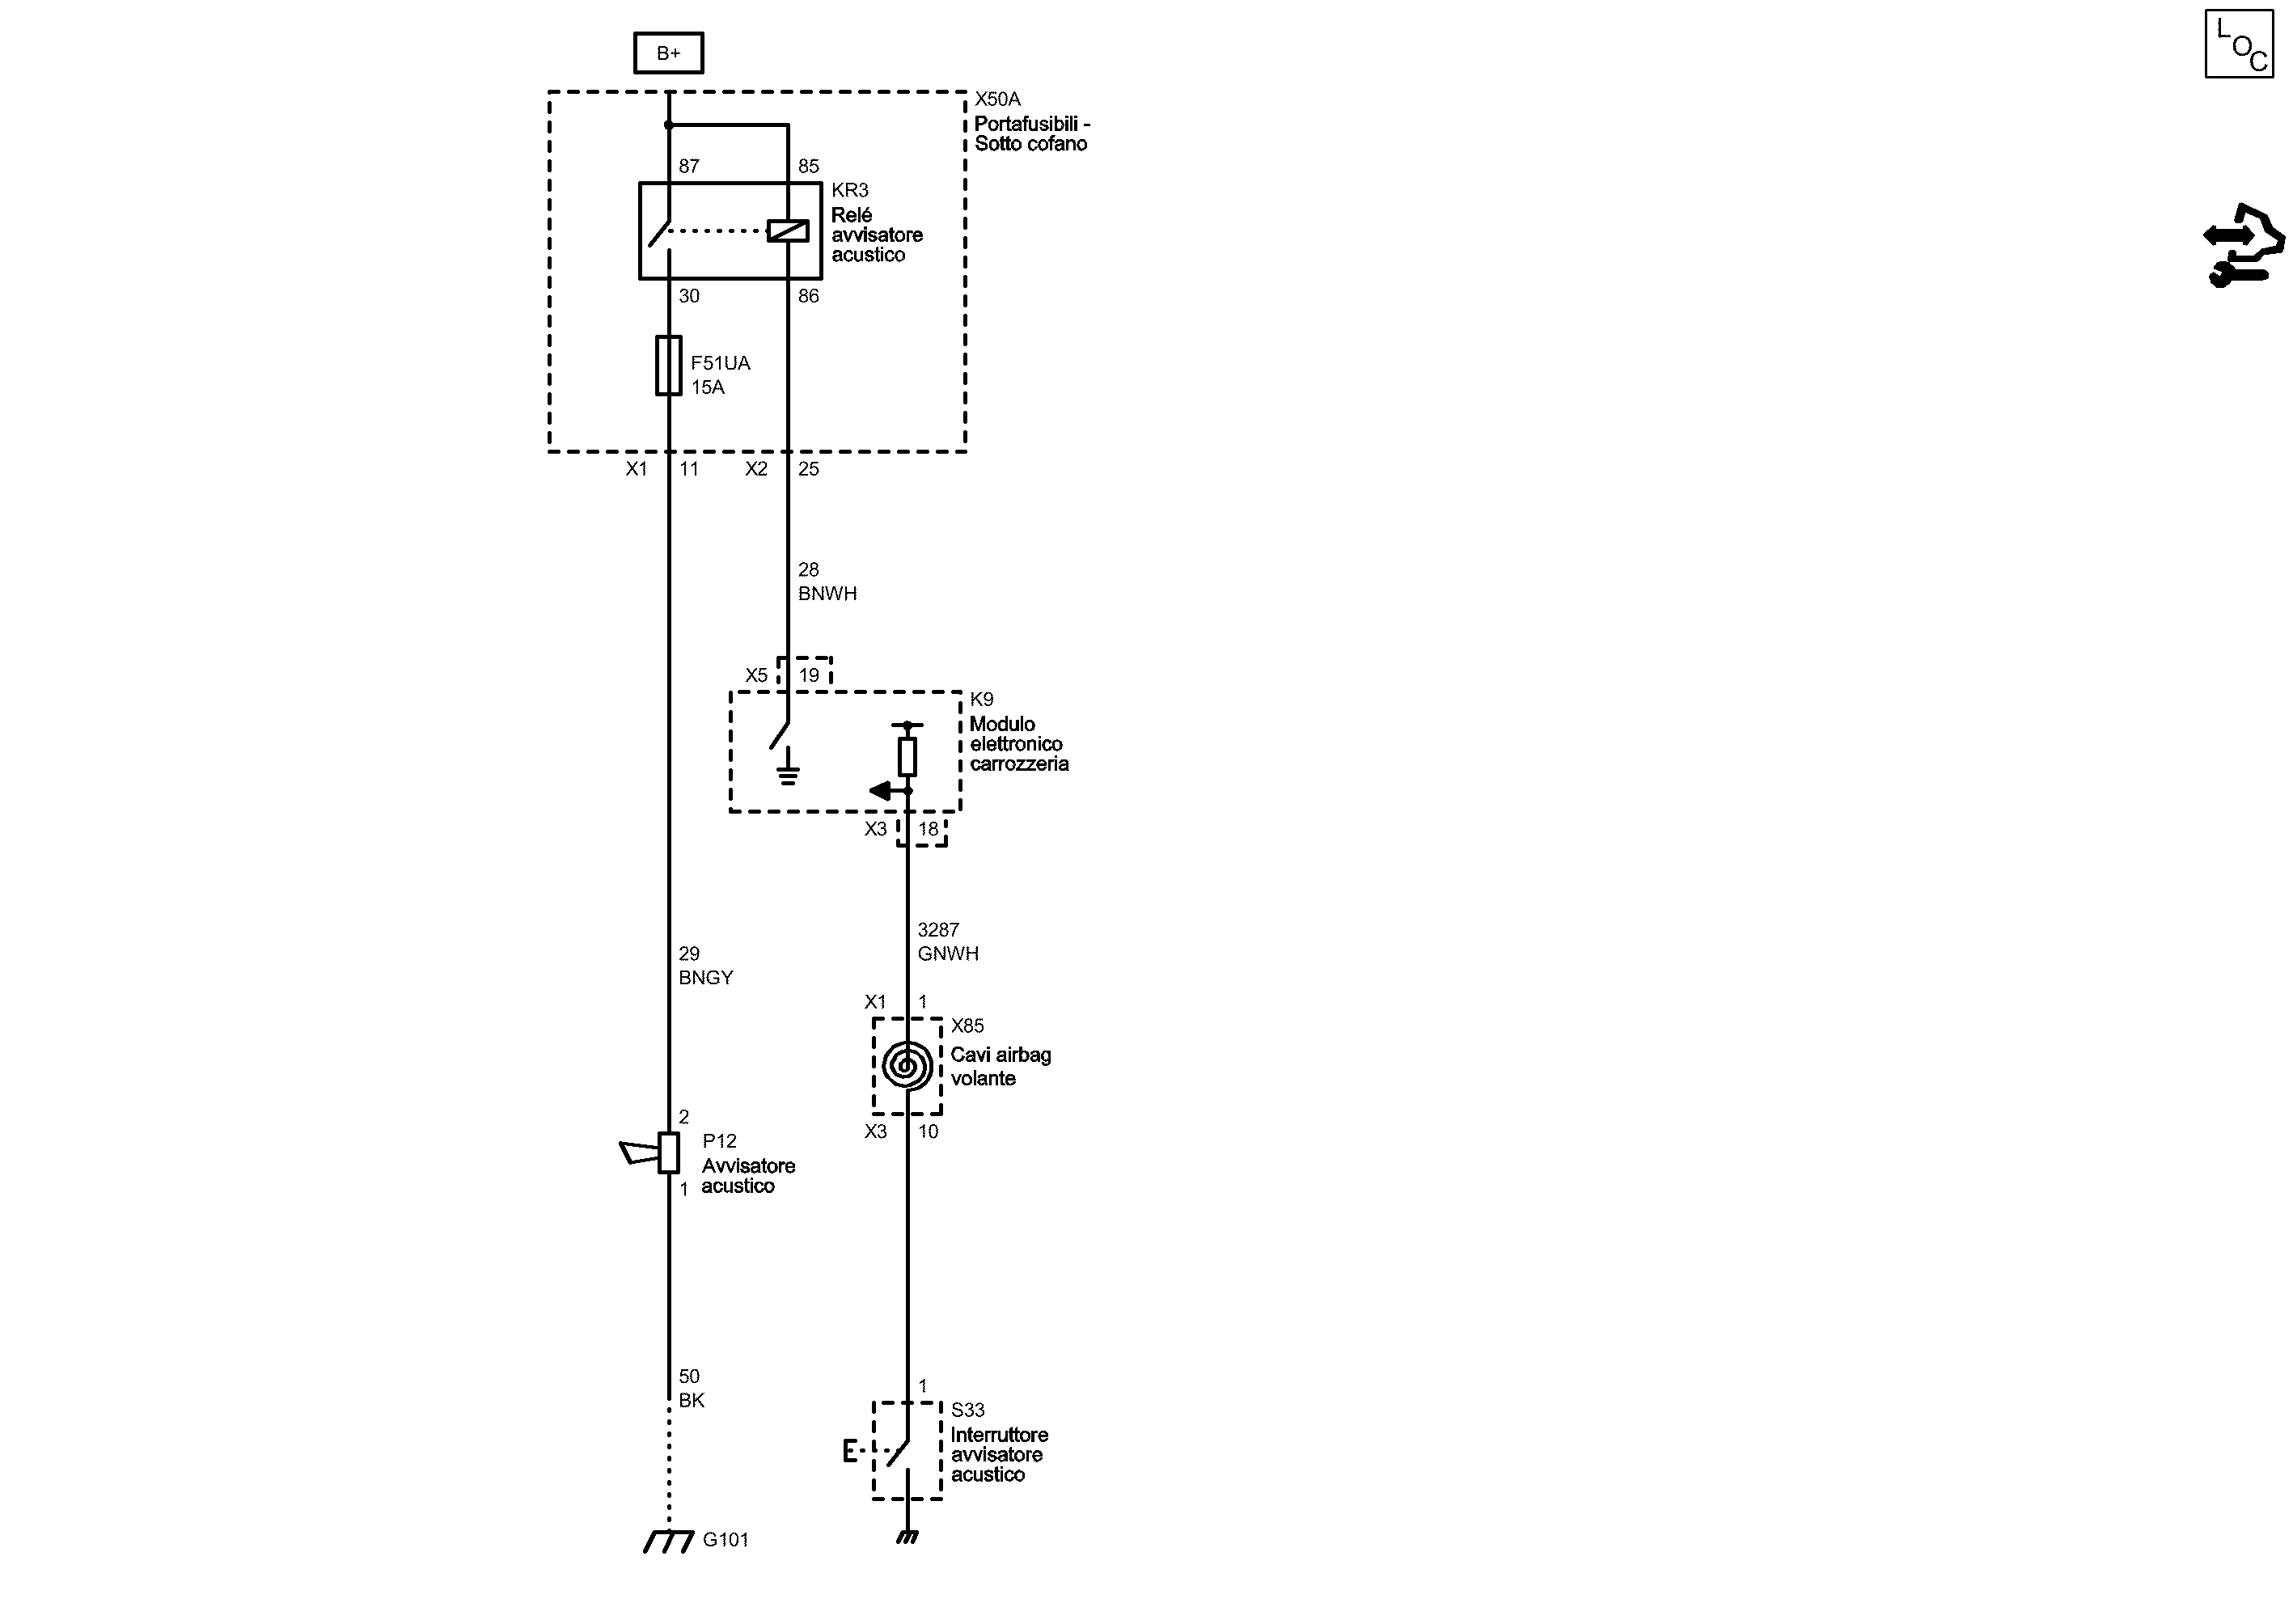 B+
L
O
C
X50A
Portafusibili -
Sotto cofano
87
85
KR3
Relé
avvisatore
acustico
30
86
F51UA
15A
X1
11
X2
25
28
BNWH
X5
19
K9
Modulo
elettronico
carrozzeria
X3
18
3287
GNWH
29
BNGY
X1
1
X85
Cavi airbag
volante
X3
10
2
P12
Avvisatore
acustico
1
50
BK
1
S33
Interruttore
avvisatore
acustico
G101